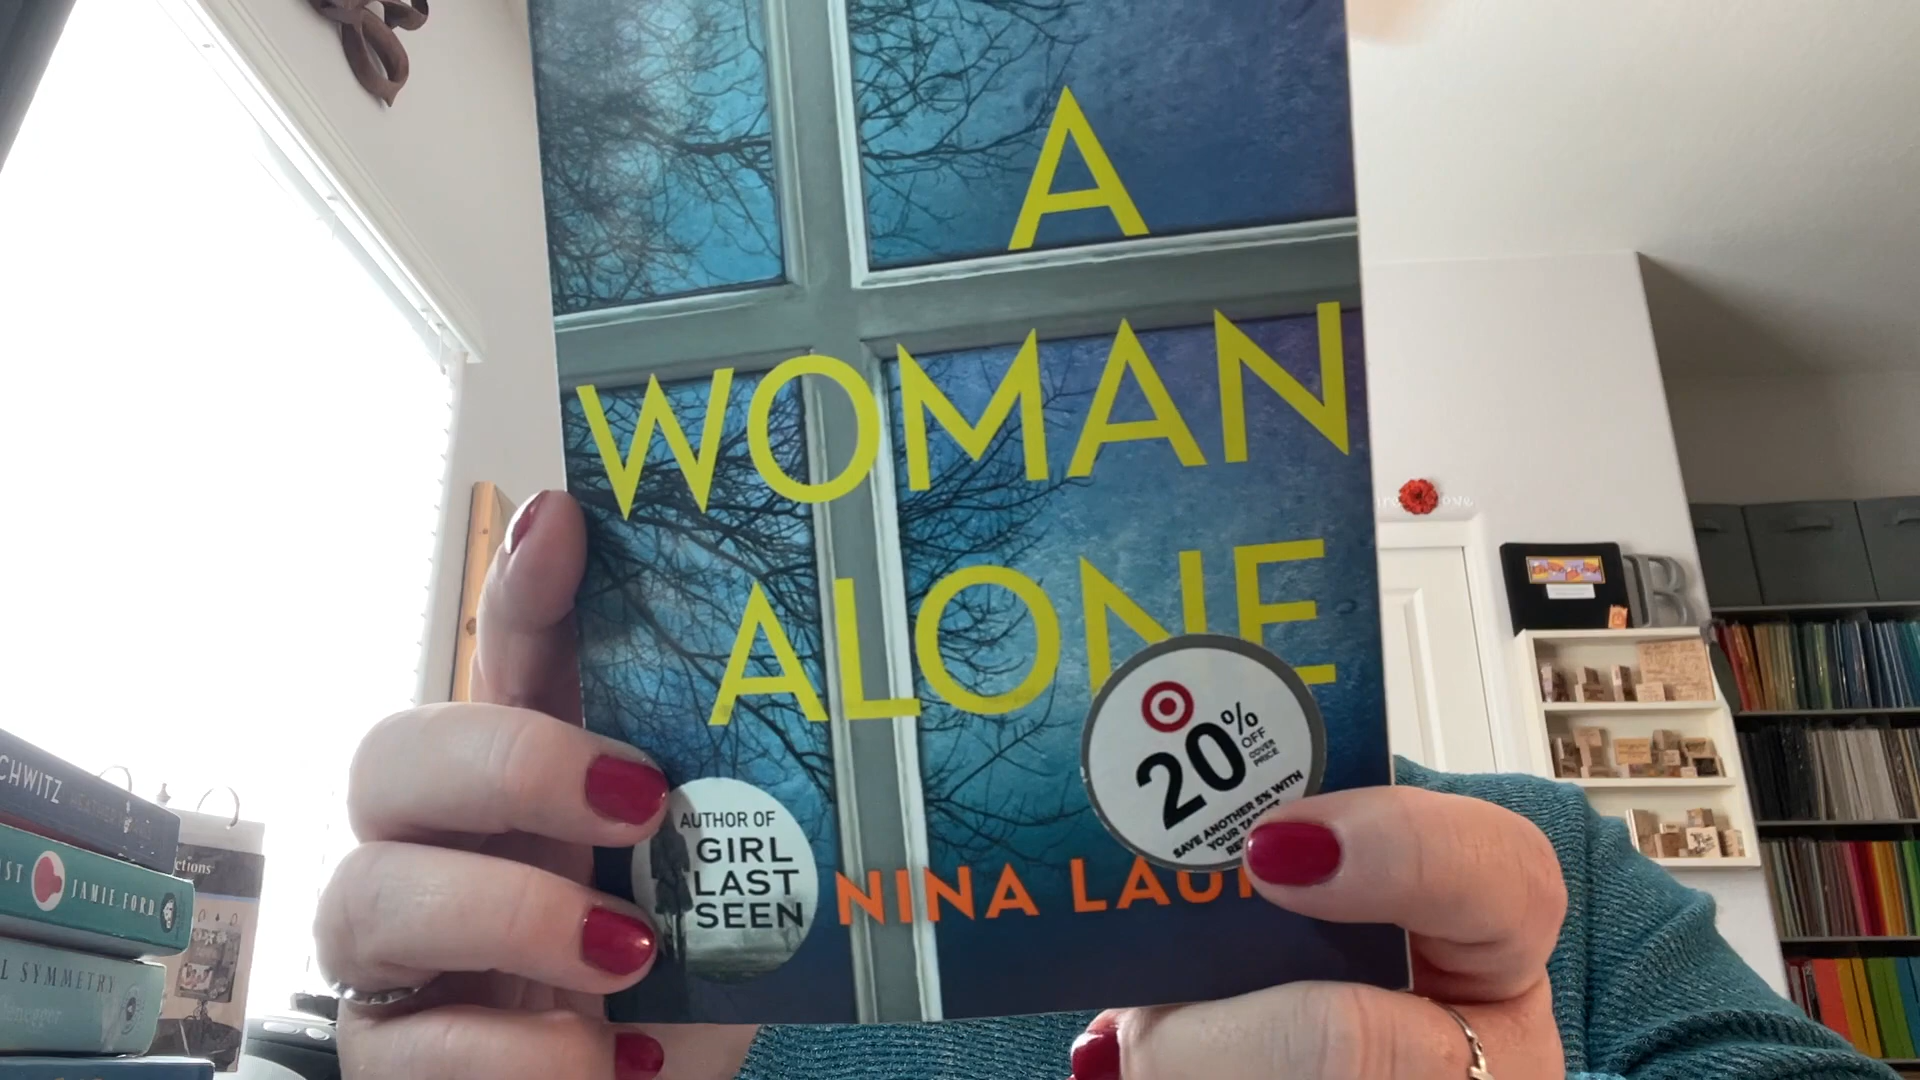 A
WOMAN
ALONE
20% OFF COVER PRICE
SAVE ANOTHER 5% WITH
YOUR
AUTHOR OF
GIRL
LAST
SEEN
NINA
CHWITZ
JAMIE FORD
L SYMMETRY
ctions